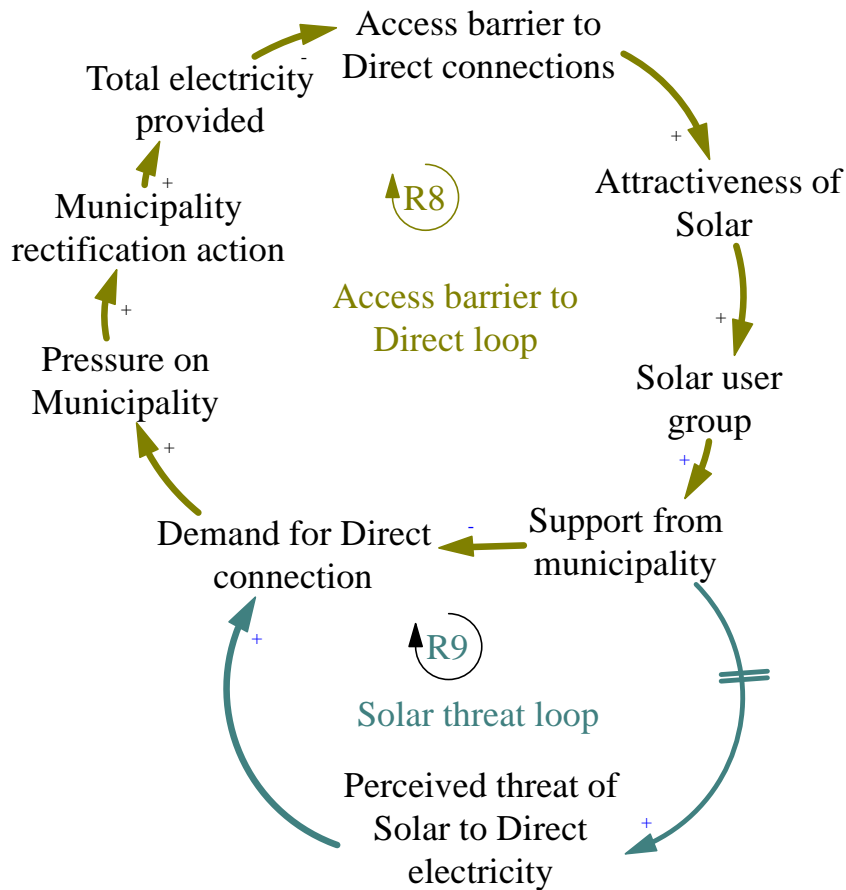 Access barrier to
Direct connections
-
Total electricity
provided
+
Attractiveness of
Solar
+
Municipality
rectification action
R8
Access barrier to
Direct loop
+
+
Pressure on
Municipality
Solar user
group
+
+
Support from
municipality
-
Demand for Direct
connection
+
R9
Solar threat loop
Perceived threat of
Solar to Direct
electricity
+